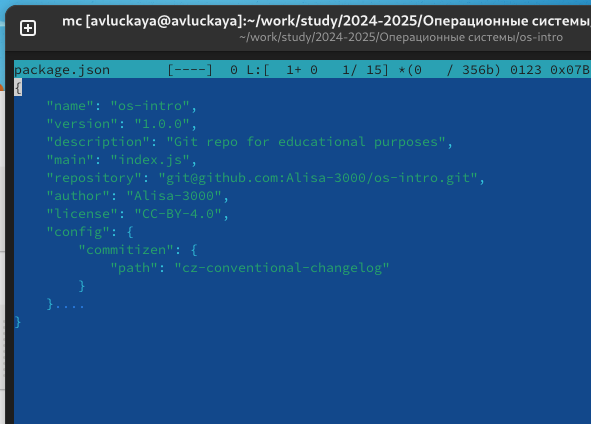 mc [avluckaya@avluckaya]:~/work/study/2024-2025/Операционные системы/
~/work/study/2024-2025/Операционные системы/os-intro
package.json [----] 0 L:[ 1+ 0 1/ 15] *(0 / 356b) 0123 0x07B
{
    "name": "os-intro",
    "version": "1.0.0",
    "description": "Git repo for educational purposes",
    "main": "index.js",
    "repository": "git@github.com:Alisa-3000/os-intro.git",
    "author": "Alisa-3000",
    "license": "CC-BY-4.0",
    "config": {
        "commitizen": {
            "path": "cz-conventional-changelog"
        }
    }....
}